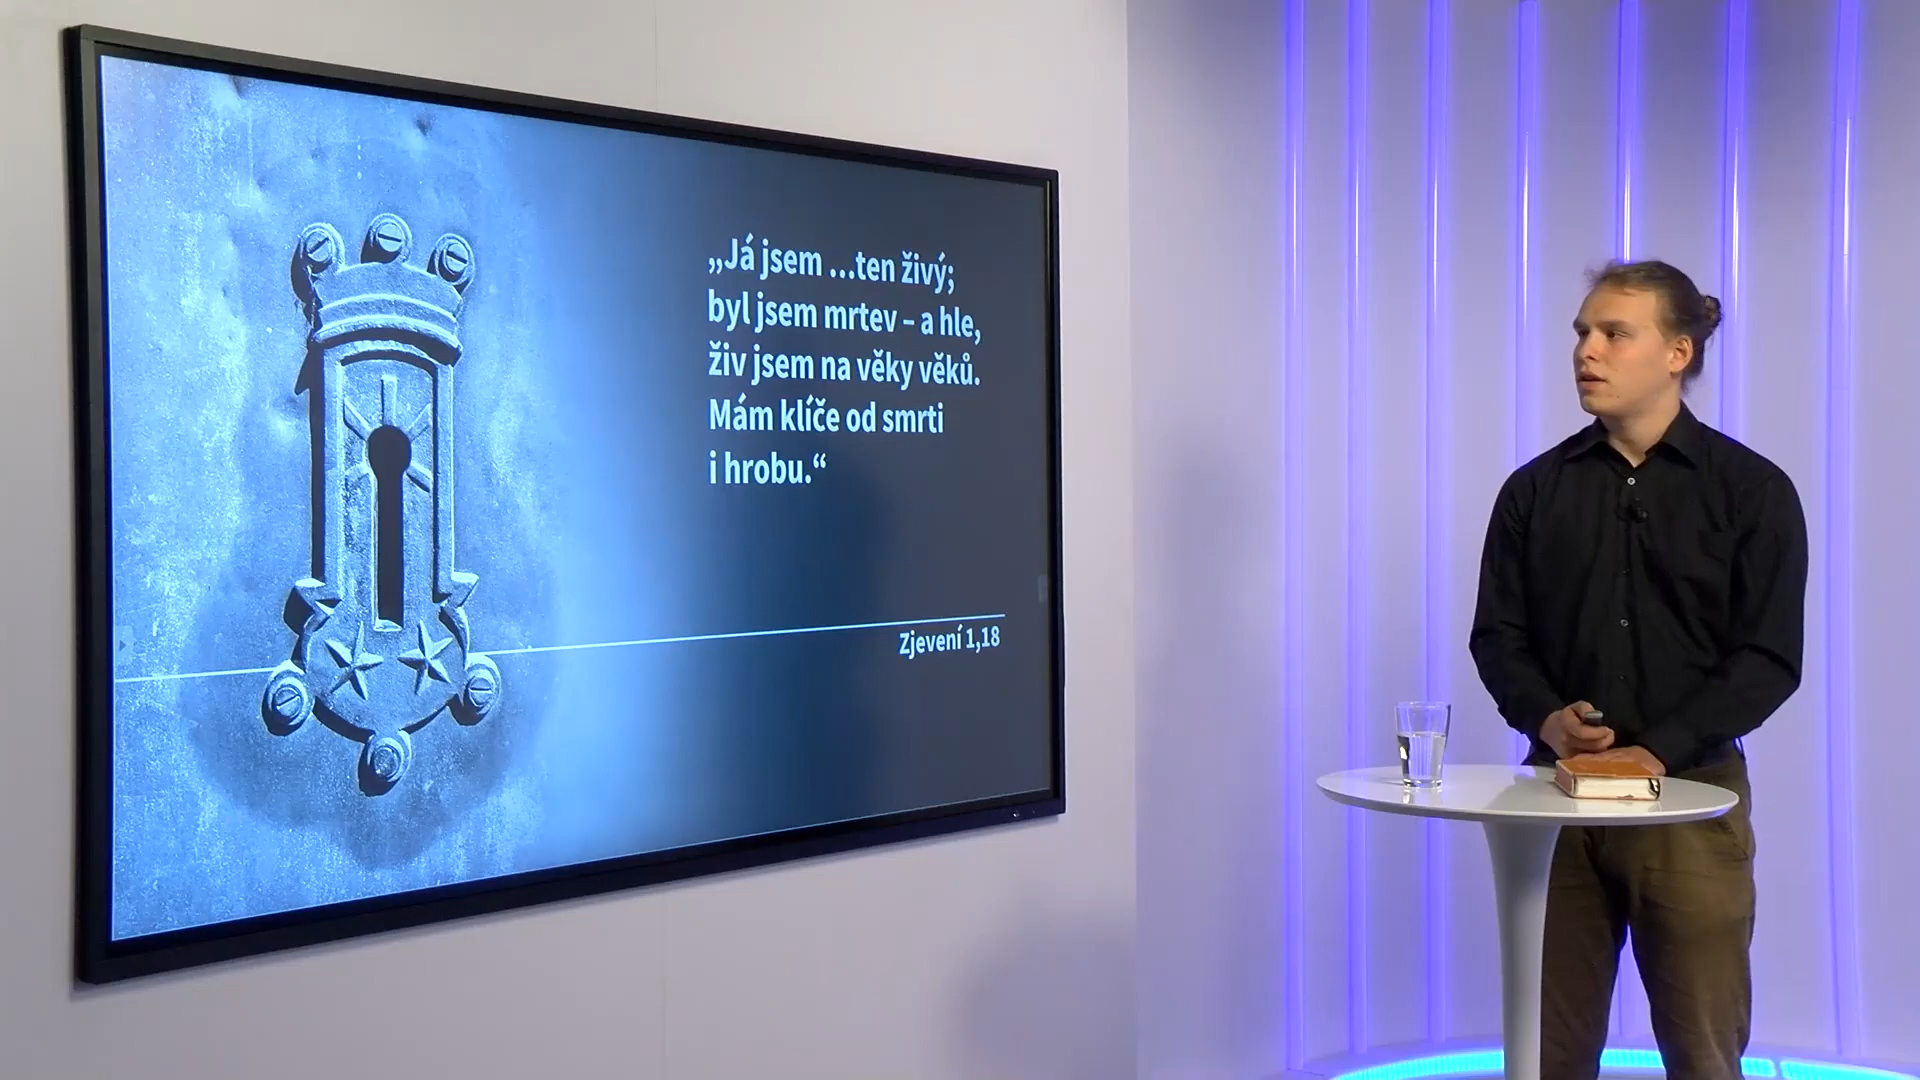 „Já jsem ...ten živý;
byl jsem mrtev – a hle,
živ jsem na věky věků.
Mám klíče od smrti
i hrobu.“
Zjevení 1,18